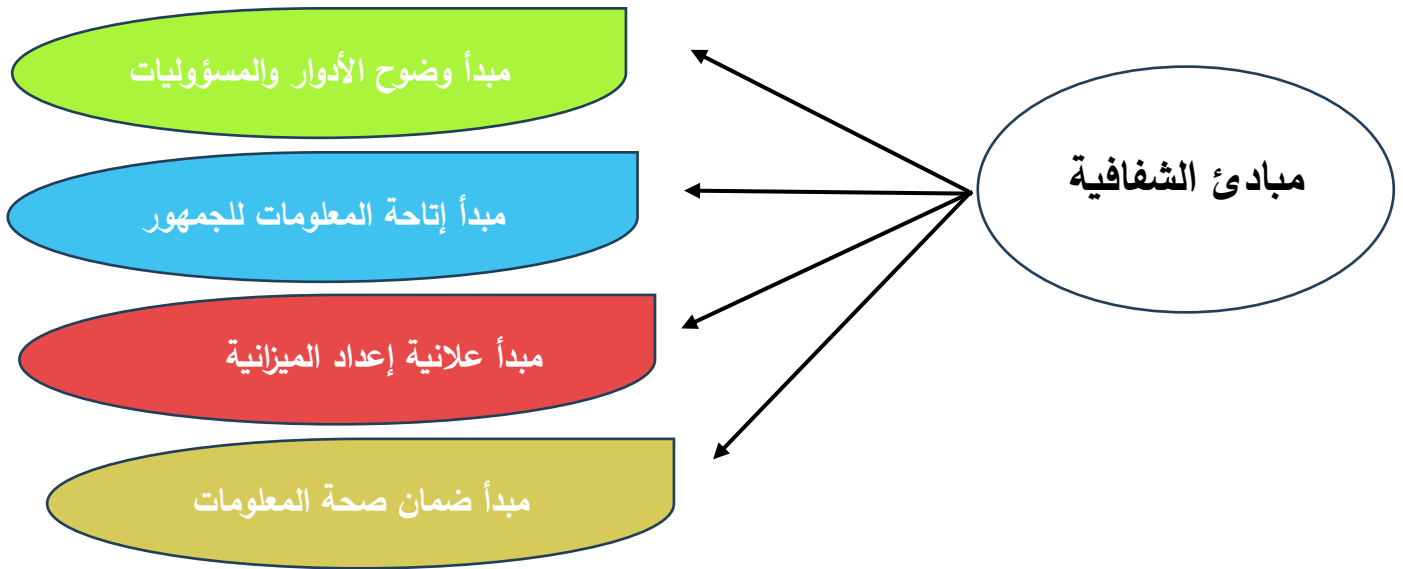 مبادئ الشفافية
مبدأ وضوح الأدوار والمسؤوليات
مبدأ إتاحة المعلومات للجمهور
مبدأ علانية إعداد الميزانية
مبدأ ضمان صحة المعلومات